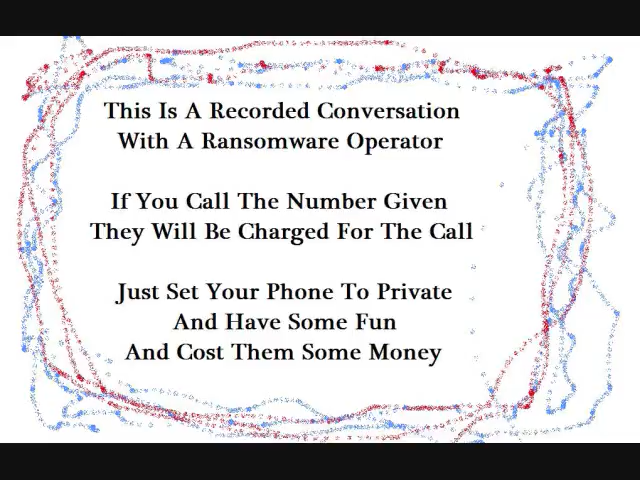 This Is A Recorded Conversation
With A Ransomware Operator
If You Call The Number Given
They Will Be Charged For The Call
Just Set Your Phone To Private
And Have Some Fun
And Cost Them Some Money